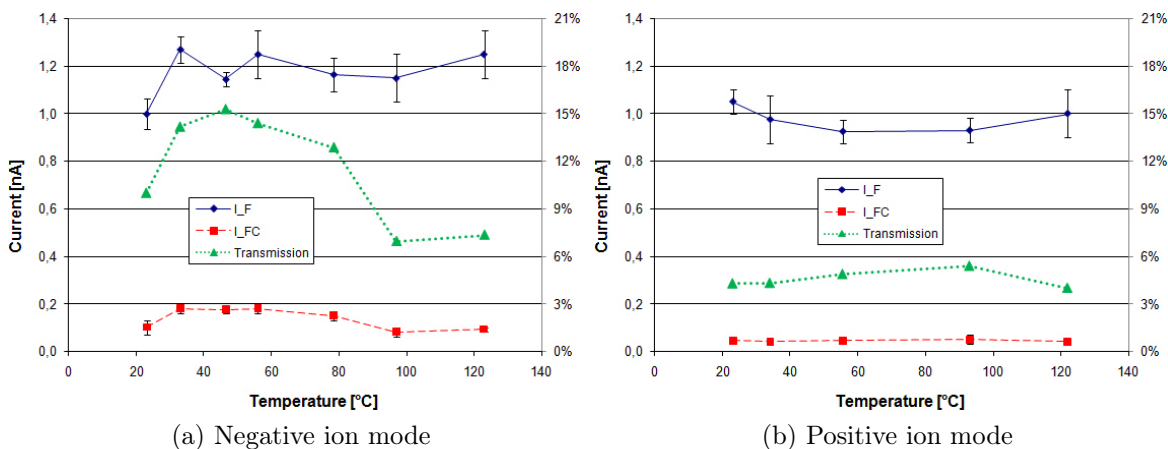 1,4
1,2
1,0
0,8
0,6
0,4
0,2
0,0
Current [nA]
21%
18%
15%
12%
9%
6%
3%
0%
I_F
I_FC
Transmission
0 20 40 60 80 100 120 140
Temperature [°C]
(a) Negative ion mode
1,4
1,2
1,0
0,8
0,6
0,4
0,2
0,0
Current [nA]
21%
18%
15%
12%
9%
6%
3%
0%
I_F
I_FC
Transmission
0 20 40 60 80 100 120 140
Temperature [°C]
(b) Positive ion mode